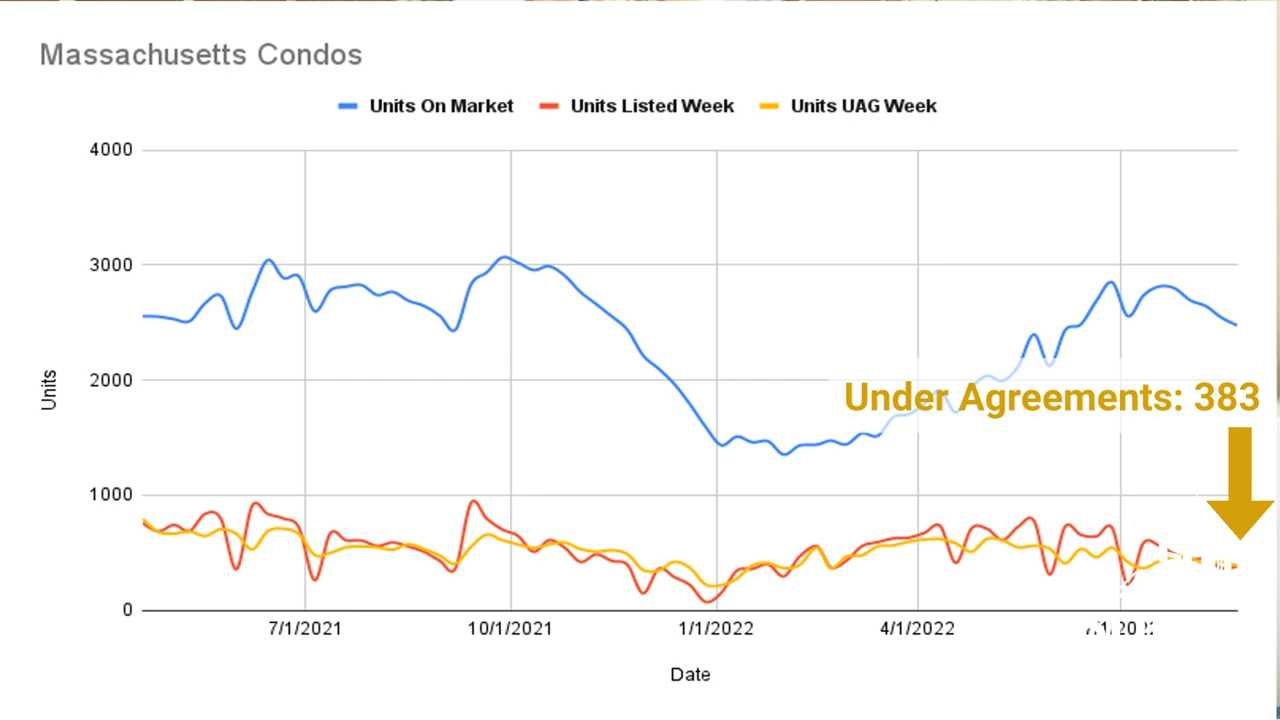 Massachusetts Condos
Units On Market Units Listed Week Units UAG Week
4000
3000
2000
Under Agreements: 383
1000
0
Units
7/1/2021 10/1/2021 1/1/2022 4/1/2022
Date